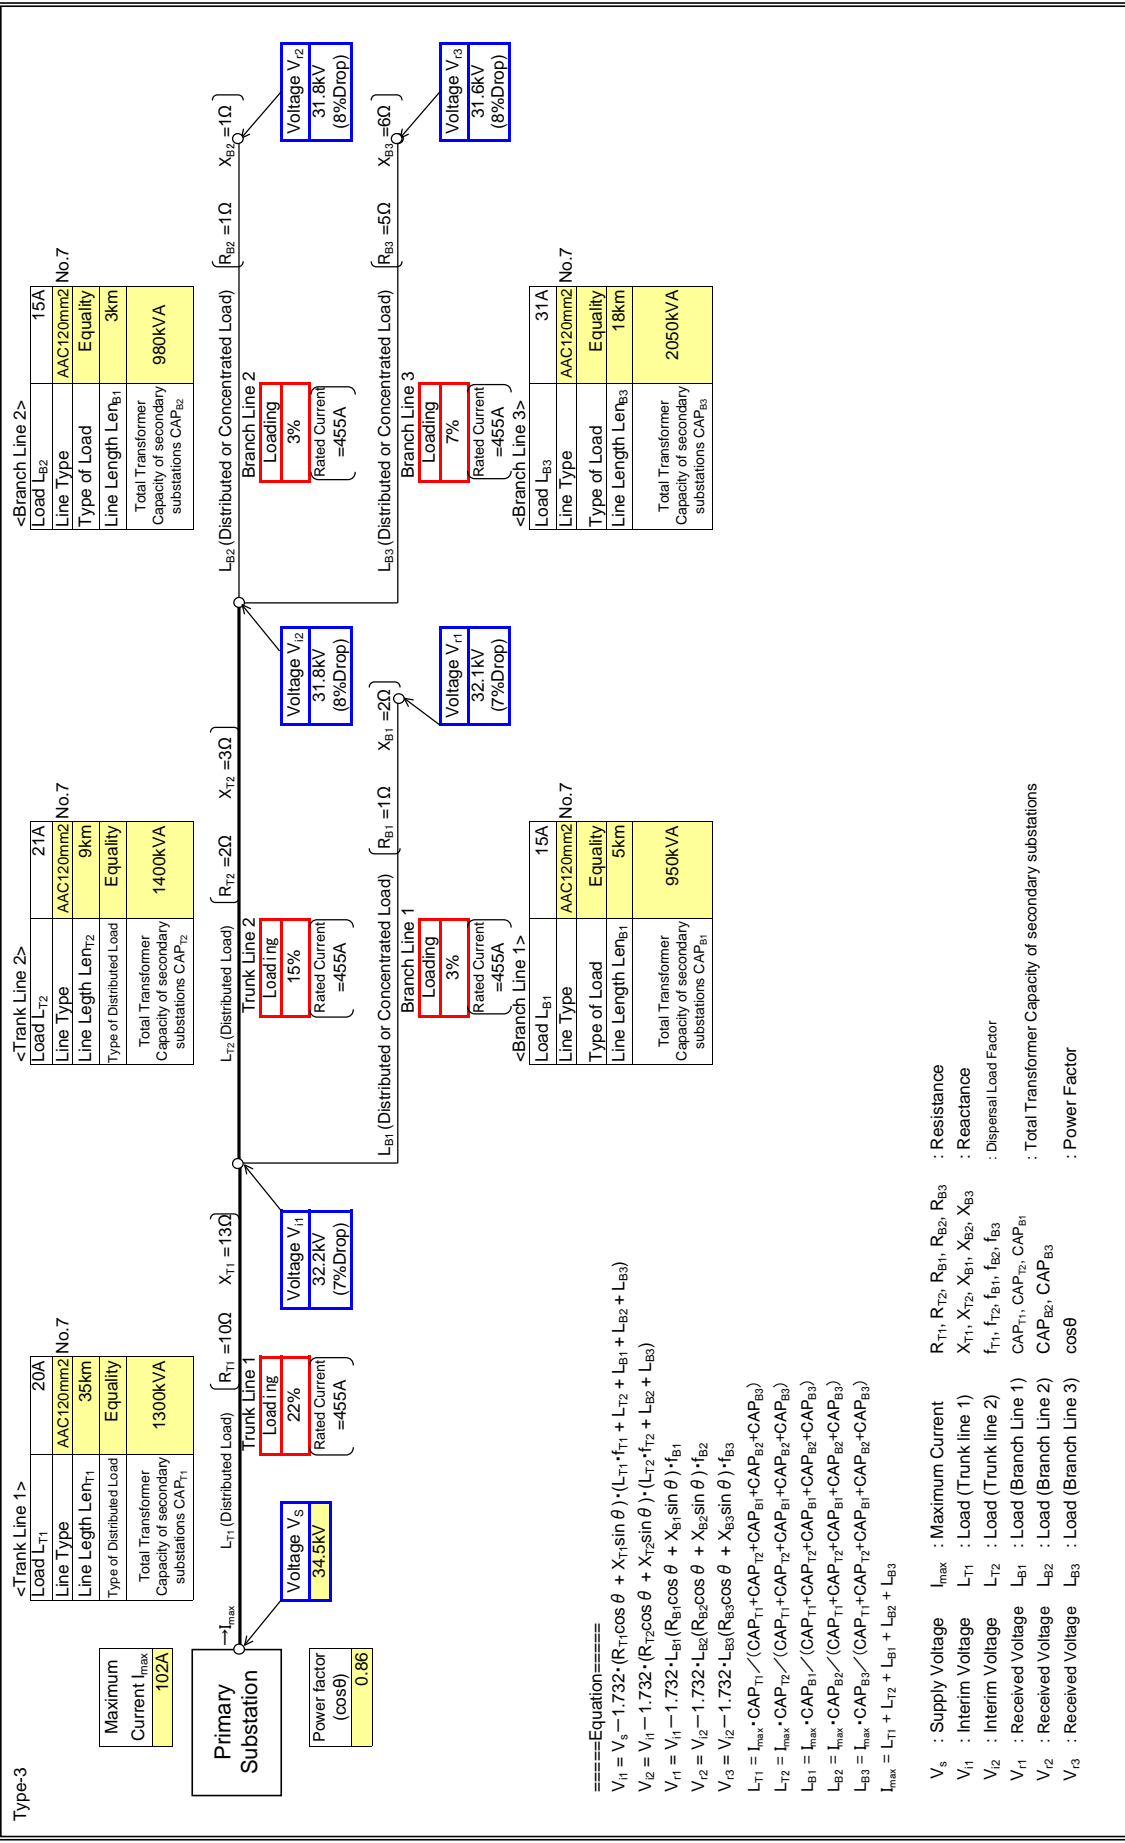 Type-3
Maximum
Current Imax
102A
Primary
Substation
Power factor
(cosθ)
0.86
→Imax
Voltage VS
34.5kV
<Trank Line 1>
Load LT1 20A
Line Type AAC120mm2 No.7
Line Legth LenT1 35km
Type of Distributed Load Equality
Total Transformer
Capacity of secondary
substations CAPT1
1300kVA
LT1 (Distributed Load)
RT1 =10Ω XT1 =13Ω
Trunk Line 1
Loading
22%
Rated Current
=455A
Voltage Vi1
32.2kV
(7%Drop)
<Trank Line 2>
Load LT2 21A
Line Type AAC120mm2 No.7
Line Legth LenT2 9km
Type of Distributed Load Equality
Total Transformer
Capacity of secondary
substations CAPT2
1400kVA
LT2 (Distributed Load)
RT2 =2Ω XT2 =3Ω
Trunk Line 2
Loading
15%
Rated Current
=455A
Voltage Vi2
31.8kV
(8%Drop)
LB1 (Distributed or Concentrated Load)
RB1 =1Ω XB1 =2Ω
Branch Line 1
Loading
3%
Rated Current
=455A
Voltage Vr1
32.1kV
(7%Drop)
<Branch Line 1>
Load LB1 15A
Line Type AAC120mm2 No.7
Type of Load Equality
Line Length LenB1 5km
Total Transformer
Capacity of secondary
substations CAPB1
950kVA
<Branch Line 2>
Load LB2 15A
Line Type AAC120mm2 No.7
Type of Load Equality
Line Length LenB1 3km
Total Transformer
Capacity of secondary
substations CAPB2
980kVA
LB2 (Distributed or Concentrated Load)
RB2 =1Ω XB2 =1Ω
Branch Line 2
Loading
3%
Rated Current
=455A
Voltage Vr2
31.8kV
(8%Drop)
LB3 (Distributed or Concentrated Load)
RB3 =5Ω XB3 =6Ω
Branch Line 3
Loading
7%
Rated Current
=455A
Voltage Vr3
31.6kV
(8%Drop)
<Branch Line 3>
Load LB3 31A
Line Type AAC120mm2 No.7
Type of Load Equality
Line Length LenB3 18km
Total Transformer
Capacity of secondary
substations CAPB3
2050kVA
=====Equation=====
Vi1 = Vs－1.732・(RT1cosθ + XT1sinθ)・(LT1・fT1 + LT2 + LB1 + LB2 + LB3)
Vi2 = Vi1－1.732・(RT2cosθ + XT2sinθ)・(LT2・fT2 + LB2 + LB3)
Vr1 = Vi1－1.732・LB1(RB1cosθ + XB1sinθ)・fB1
Vr2 = Vi2－1.732・LB2(RB2cosθ + XB2sinθ)・fB2
Vr3 = Vi2－1.732・LB3(RB3cosθ + XB3sinθ)・fB3
LT1 = Imax・CAPT1／(CAPT1+CAPT2+CAPB1+CAPB2+CAPB3)
LT2 = Imax・CAPT2／(CAPT1+CAPT2+CAPB1+CAPB2+CAPB3)
LB1 = Imax・CAPB1／(CAPT1+CAPT2+CAPB1+CAPB2+CAPB3)
LB2 = Imax・CAPB2／(CAPT1+CAPT2+CAPB1+CAPB2+CAPB3)
LB3 = Imax・CAPB3／(CAPT1+CAPT2+CAPB1+CAPB2+CAPB3)
Imax = LT1 + LT2 + LB1 + LB2 + LB3
Vs : Supply Voltage Imax : Maximum Current RT1, RT2, RB1, RB2, RB3 : Resistance
Vi1 : Interim Voltage LT1 : Load (Trunk line 1) XT1, XT2, XB1, XB2, XB3 : Reactance
Vi2 : Interim Voltage LT2 : Load (Trunk line 2) fT1, fT2, fB1, fB2, fB3 : Dispersal Load Factor
Vr1 : Received Voltage LB1 : Load (Branch Line 1) CAPT1, CAPT2, CAPB1 : Total Transformer Capacity of secondary substations
Vr2 : Received Voltage LB2 : Load (Branch Line 2) CAPB2, CAPB3
Vr3 : Received Voltage LB3 : Load (Branch Line 3) cosθ : Power Factor